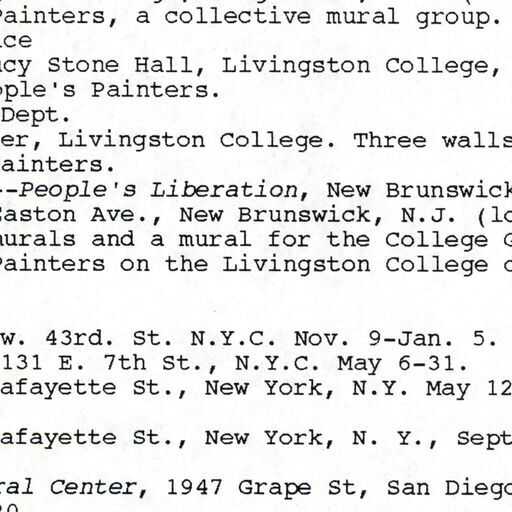 Painters, a collective mural group.
ice
ucy Stone Hall, Livingston College,
ople's Painters.
Dept.
er, Livingston College. Three walls
ainters.
--People's Liberation, New Brunswick
Easton Ave., New Brunswick, N.J. (lo
murals and a mural for the College
Painters on the Livingston College
w. 43rd. St. N.Y.C. Nov. 9-Jan. 5.
131 E. 7th St., N.Y.C. May 6-31.
afayette St., New York, N.Y. May 12
afayette St., New York, N. Y., Sept
ral Center, 1947 Grape St, San Diego